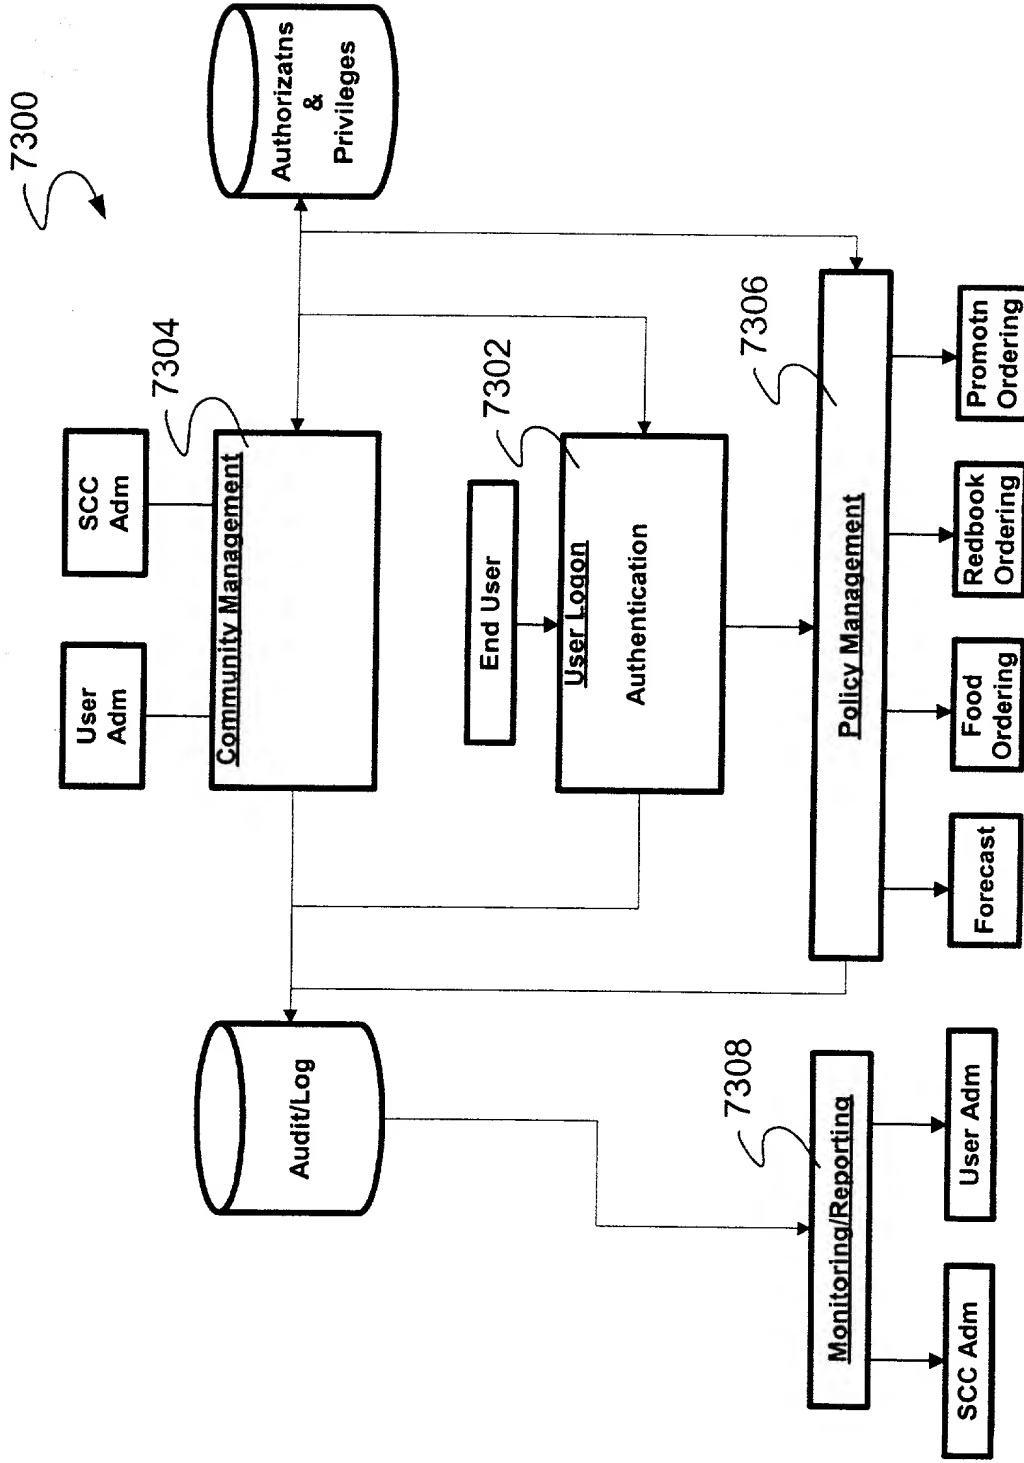 7300
User
Adm
SCC
Adm
7304
Community Management
Audit/Log
Authorizatns
&
Privileges
End User
7302
User Logon
Authentication
7308
Monitoring/Reporting
7306
Policy Management
SCC Adm
User Adm
Forecast
Food
Ordering
Redbook
Ordering
Promotn
Ordering